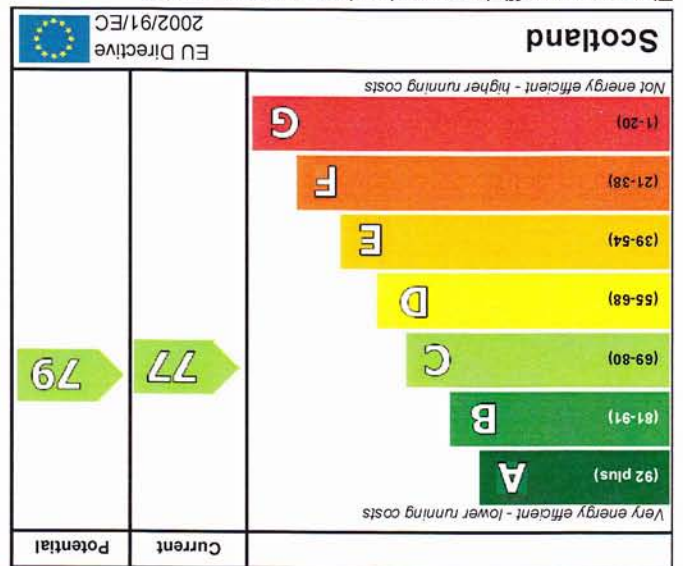 Current Potential
Very energy efficient - lower running costs
(92 plus) A
(81-91) B
(69-80) C
(55-68) D
(39-54) E
(21-38) F
(1-20) G
77
79
Not energy efficient - higher running costs
Scotland
EU Directive
2002/91/EC